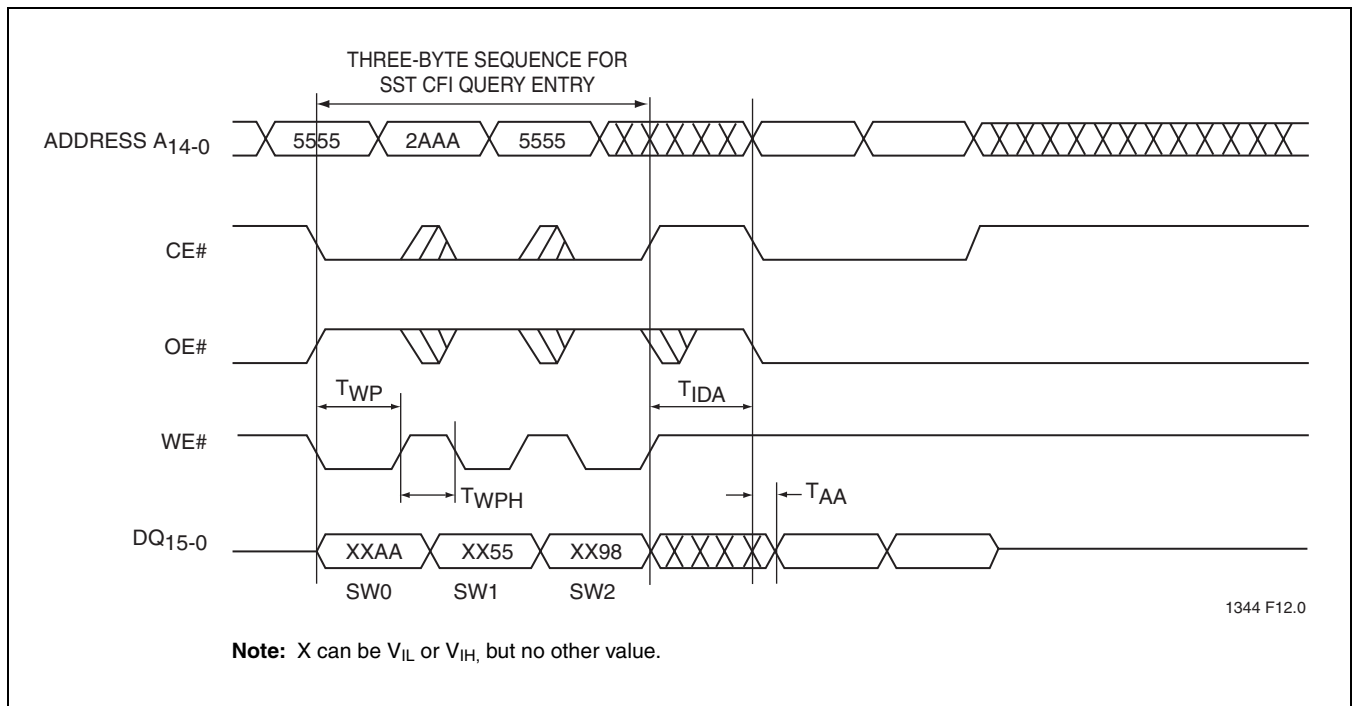 THREE-BYTE SEQUENCE FOR
SST CFI QUERY ENTRY
ADDRESS A14-0
5555 2AAA 5555
CE#
OE#
TWP TIDA
WE#
TWPH TAA
DQ15-0
XXAA XX55 XX98
SW0 SW1 SW2
1344 F12.0
Note: X can be VIL or VIH, but no other value.